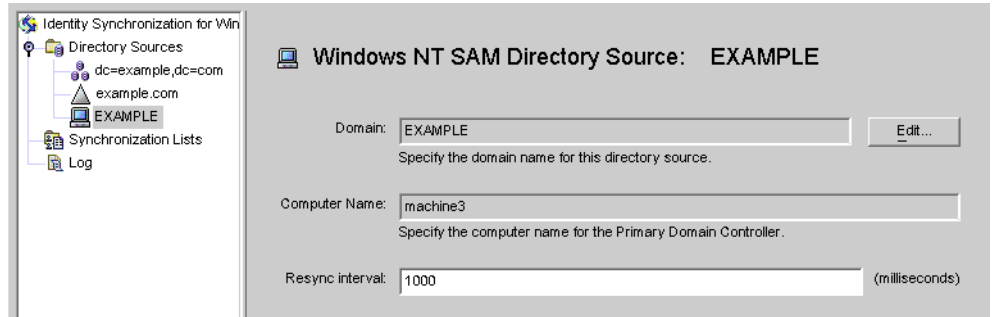 Identity Synchronization for Win
Directory Sources
dc=example,dc=com
example.com
EXAMPLE
Synchronization Lists
Log
Windows NT SAM Directory Source: EXAMPLE
Domain: EXAMPLE Edit...
Specify the domain name for this directory source.
Computer Name: machine3
Specify the computer name for the Primary Domain Controller.
Resync interval: 1000 (milliseconds)